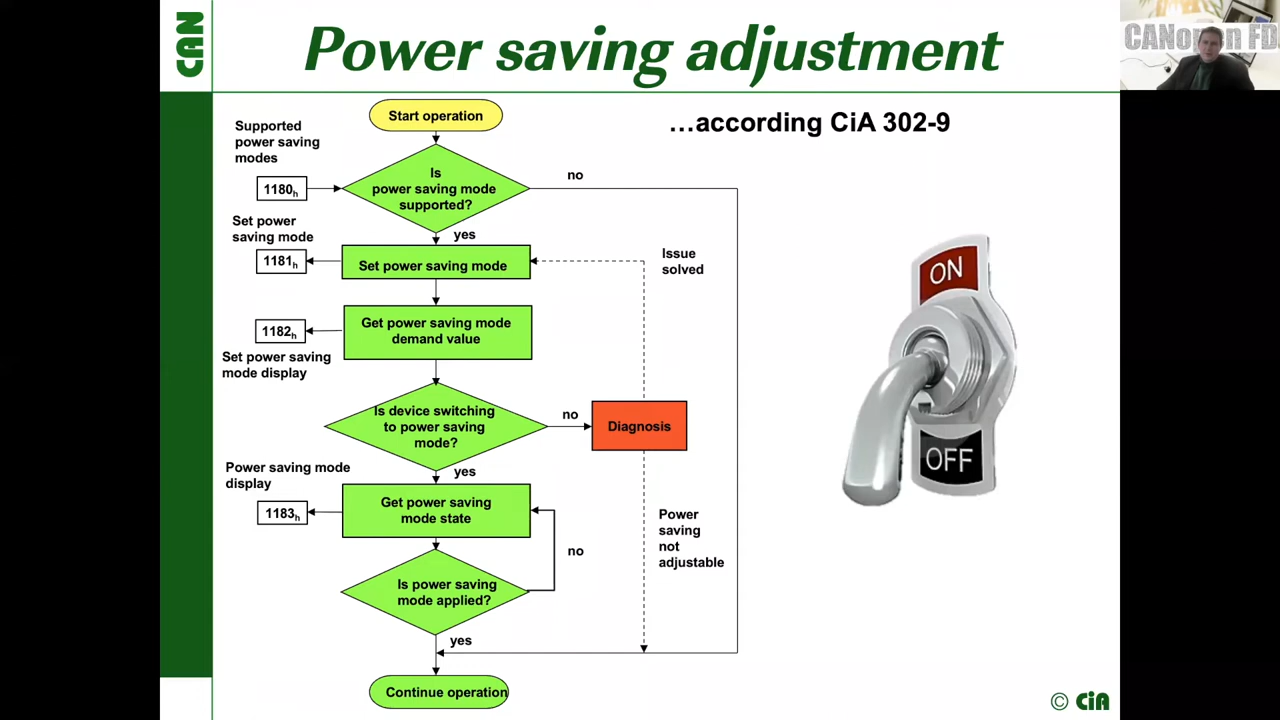 CAN
Power saving adjustment
CANopen FD
…according CiA 302-9
Start operation
Supported
power saving
modes
1180h
Is
power saving mode
supported?
no
yes
Set power
saving mode
1181h
Set power saving mode
Issue
solved
1182h
Get power saving mode
demand value
Set power saving
mode display
Is device switching
to power saving
mode?
no
Diagnosis
yes
Power saving mode
display
1183h
Get power saving
mode state
Power
saving
not
adjustable
no
Is power saving
mode applied?
yes
Continue operation
ON
OFF
© CiA